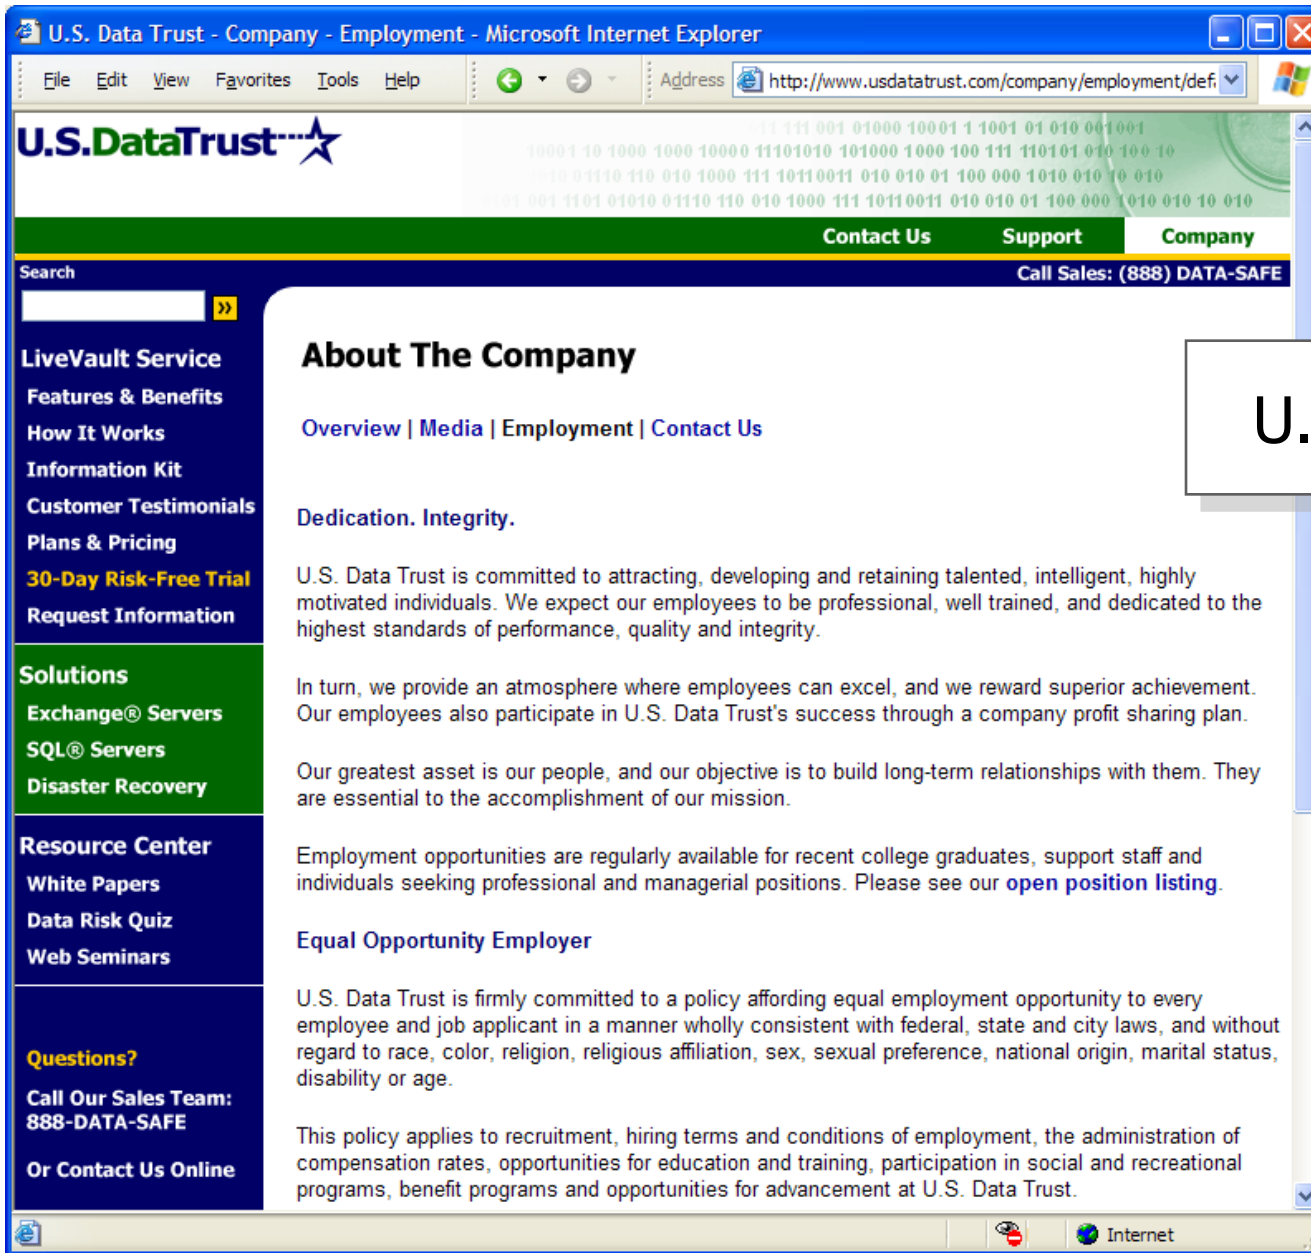 U.S. Data Trust - Company - Employment - Microsoft Internet Explorer
File Edit View Favorites Tools Help Address http://www.usdatatrust.com/company/employment/def
U.S.DataTrust
Contact Us Support Company
Search
Call Sales: (888) DATA-SAFE
»
LiveVault Service
Features & Benefits
How It Works
Information Kit
Customer Testimonials
Plans & Pricing
30-Day Risk-Free Trial
Request Information
Solutions
Exchange® Servers
SQL® Servers
Disaster Recovery
Resource Center
White Papers
Data Risk Quiz
Web Seminars
Questions?
Call Our Sales Team:
888-DATA-SAFE
Or Contact Us Online
About The Company
Overview | Media | Employment | Contact Us
U.
Dedication. Integrity.
U.S. Data Trust is committed to attracting, developing and retaining talented, intelligent, highly
motivated individuals. We expect our employees to be professional, well trained, and dedicated to the
highest standards of performance, quality and integrity.
In turn, we provide an atmosphere where employees can excel, and we reward superior achievement.
Our employees also participate in U.S. Data Trust's success through a company profit sharing plan.
Our greatest asset is our people, and our objective is to build long-term relationships with them. They
are essential to the accomplishment of our mission.
Employment opportunities are regularly available for recent college graduates, support staff and
individuals seeking professional and managerial positions. Please see our open position listing.
Equal Opportunity Employer
U.S. Data Trust is firmly committed to a policy affording equal employment opportunity to every
employee and job applicant in a manner wholly consistent with federal, state and city laws, and without
regard to race, color, religion, religious affiliation, sex, sexual preference, national origin, marital status,
disability or age.
This policy applies to recruitment, hiring terms and conditions of employment, the administration of
compensation rates, opportunities for education and training, participation in social and recreational
programs, benefit programs and opportunities for advancement at U.S. Data Trust.
Internet